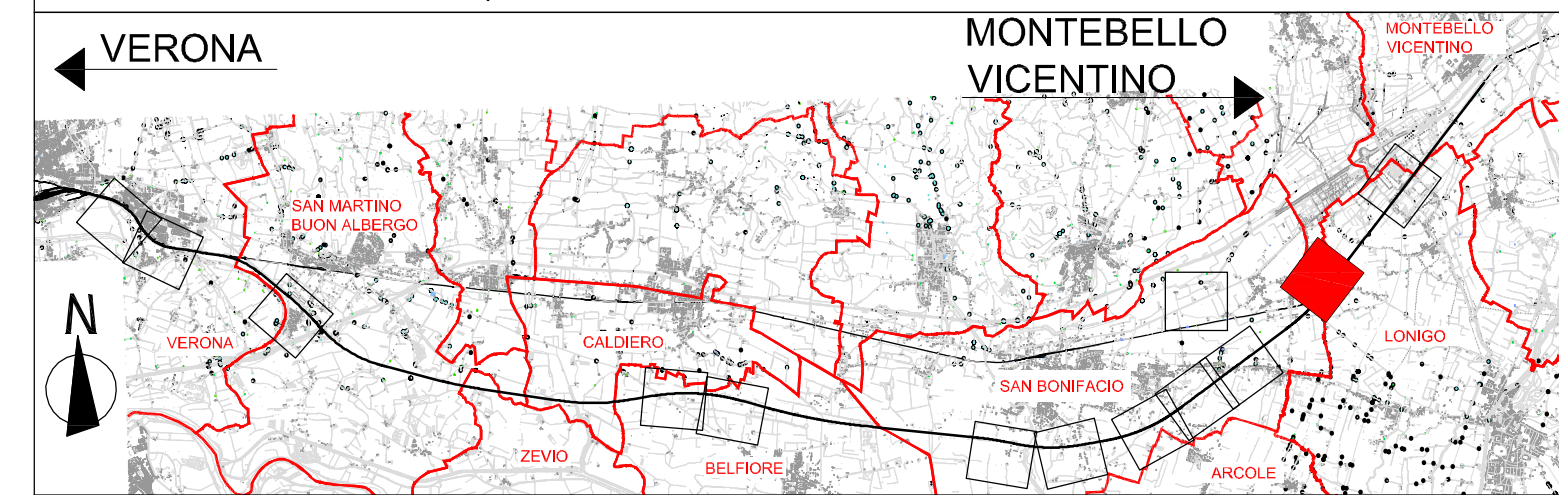 VERONA
MONTEBELLO
VICENTINO
MONTEBELLO
VICENTINO
SAN MARTINO
BUON ALBERGO
N
VERONA
CALDIERO
LONIGO
SAN BONIFACIO
ZEVIO
BELFIORE
ARCOLE